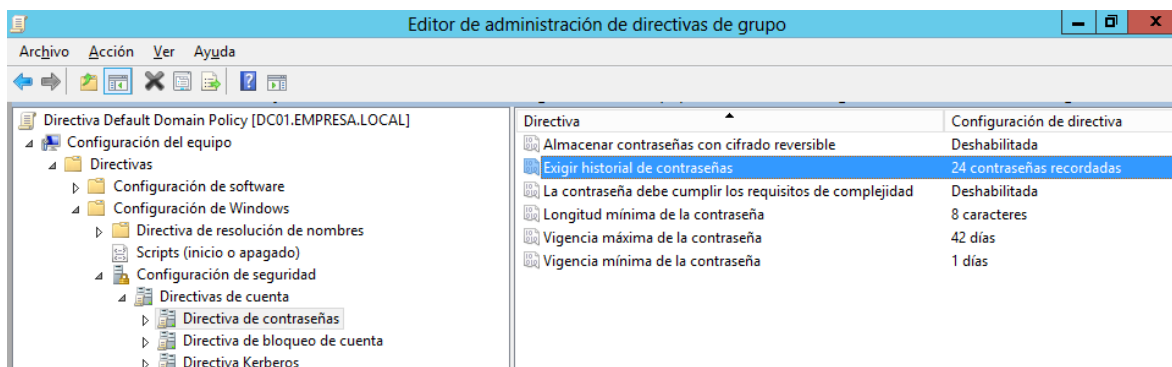 Editor de administración de directivas de grupo
Archivo Acción Ver Ayuda
Directiva Default Domain Policy [DC01.EMPRESA.LOCAL]
Configuración del equipo
Directivas
Configuración de software
Configuración de Windows
Directiva de resolución de nombres
Scripts (inicio o apagado)
Configuración de seguridad
Directivas de cuenta
Directiva de contraseñas
Directiva de bloqueo de cuenta
Directiva Kerberos
Directiva Configuración de directiva
Almacenar contraseñas con cifrado reversible Deshabilitada
Exigir historial de contraseñas 24 contraseñas recordadas
La contraseña debe cumplir los requisitos de complejidad Deshabilitada
Longitud mínima de la contraseña 8 caracteres
Vigencia máxima de la contraseña 42 días
Vigencia mínima de la contraseña 1 días